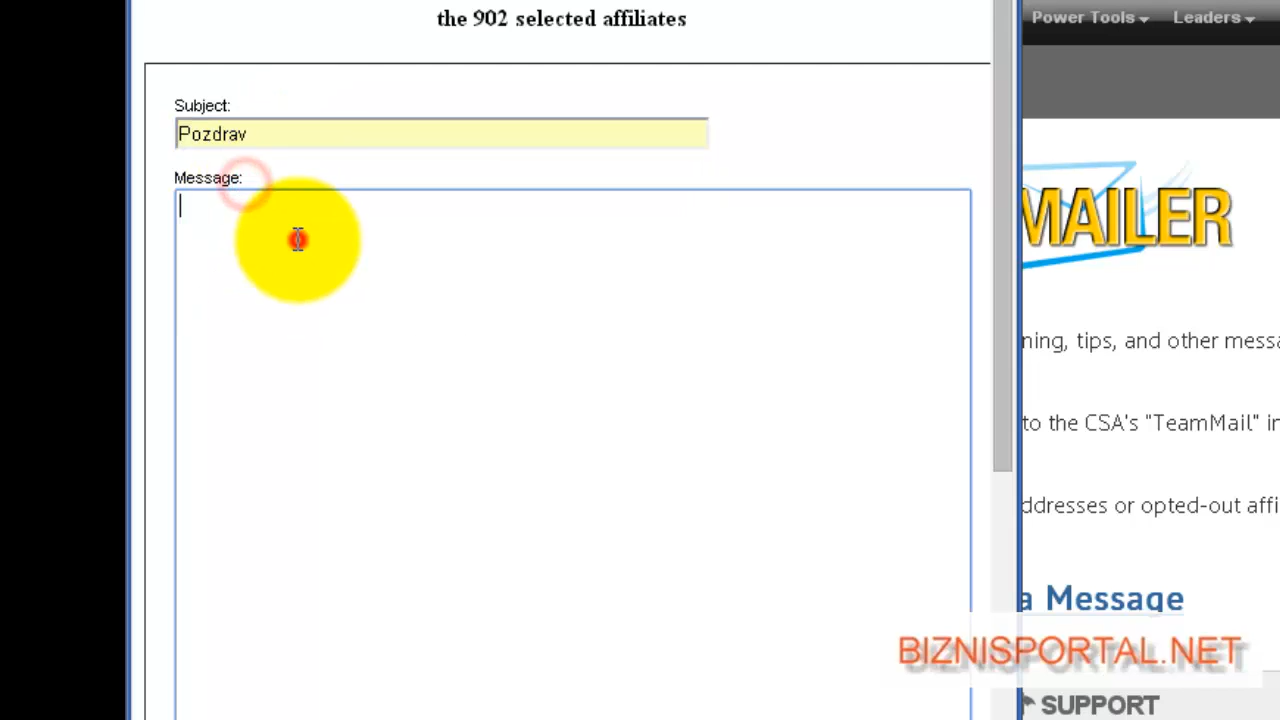 the 902 selected affiliates
Power Tools
Leaders
Subject:
Pozdrav
Message:
MAILER
ning, tips, and other messa
to the CSA's "TeamMail" in
ddresses or opted-out affi
a Message
BIZNISPORTAL.NET
SUPPORT